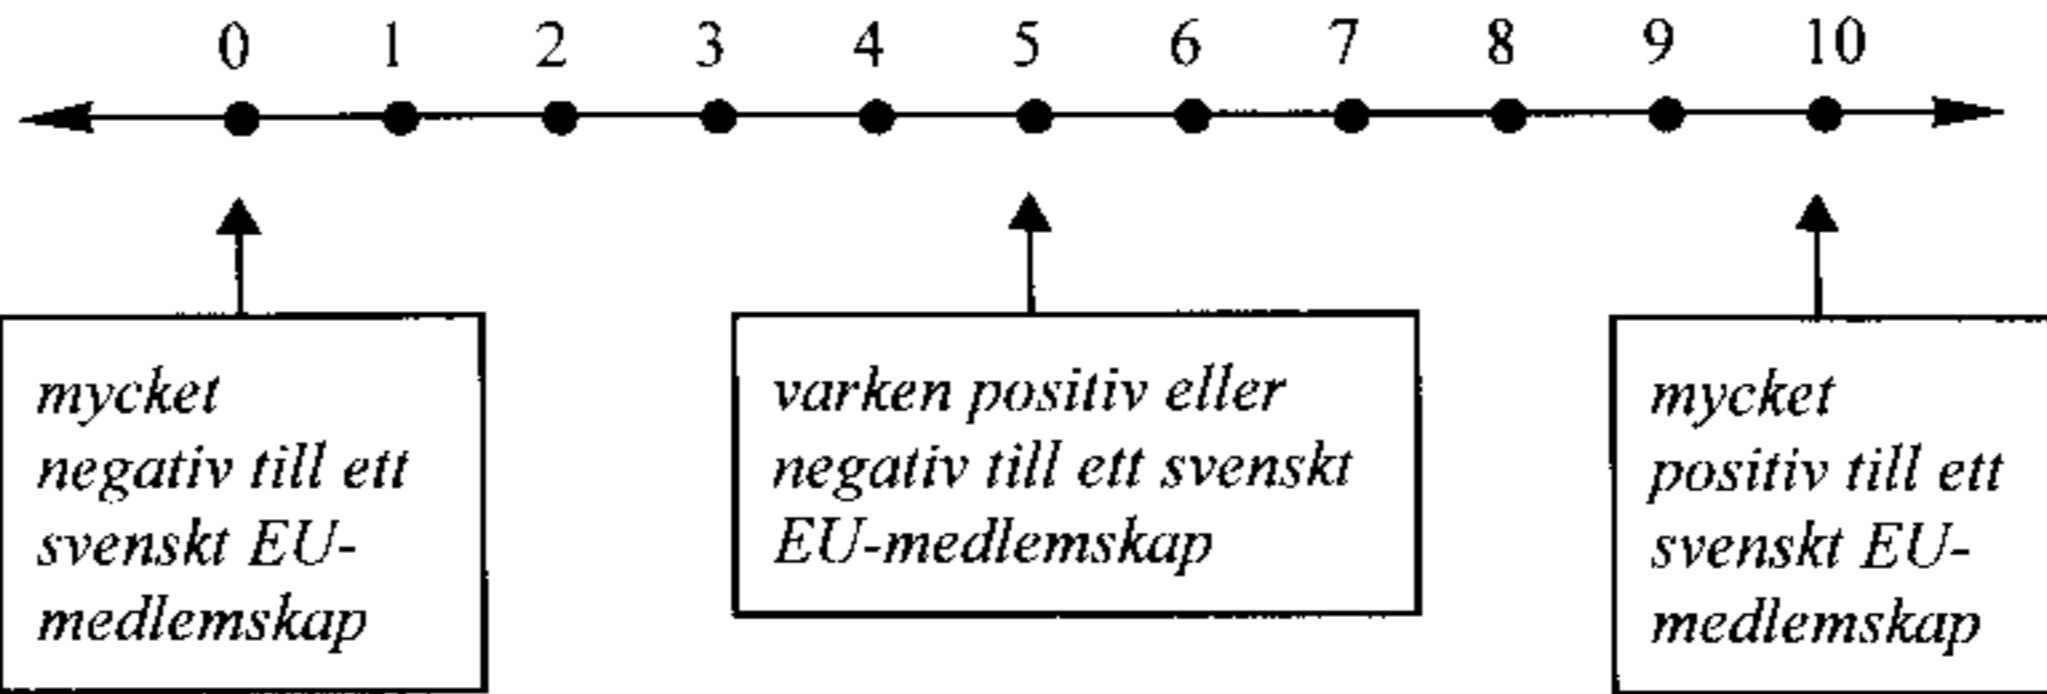 0 1 2 3 4 5 6 7 8 9 10
mycket
negativ till ett
svenskt EU-
medlemskap
varken positiv eller
negativ till ett svenskt
EU-medlemskap
mycket
positiv till ett
svenskt EU-
medlemskap